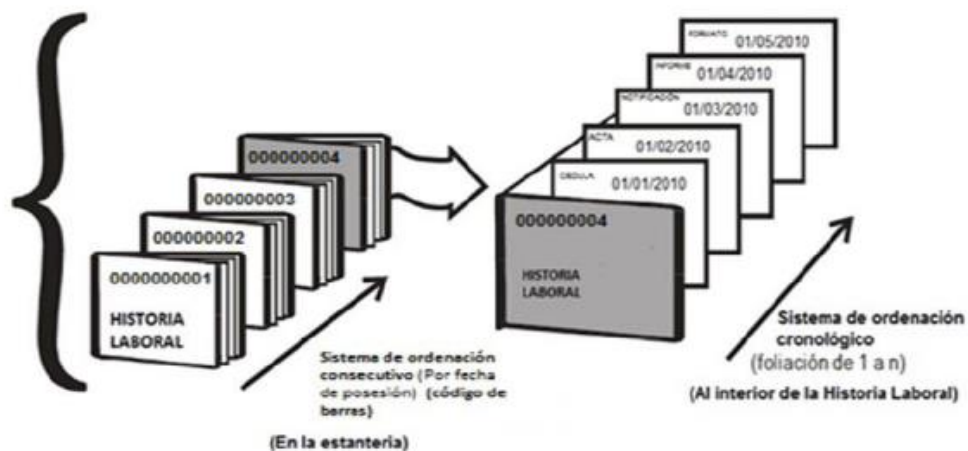 0000000001
HISTORIA
LABORAL
000000002
000000003
000000004
Sistema de ordenación
consecutivo (Por fecha
de posesión) (código de
barras)
(En la estanteria)
000000004
HISTORIA
LABORAL
CEDULA
01/01/2010
ACTA
01/02/2010
NOTIFICACIÓN
01/03/2010
INFORME
01/04/2010
FORMATO
01/05/2010
Sistema de ordenación
cronológico
(foliación de 1 a n)
(Al interior de la Historia Laboral)